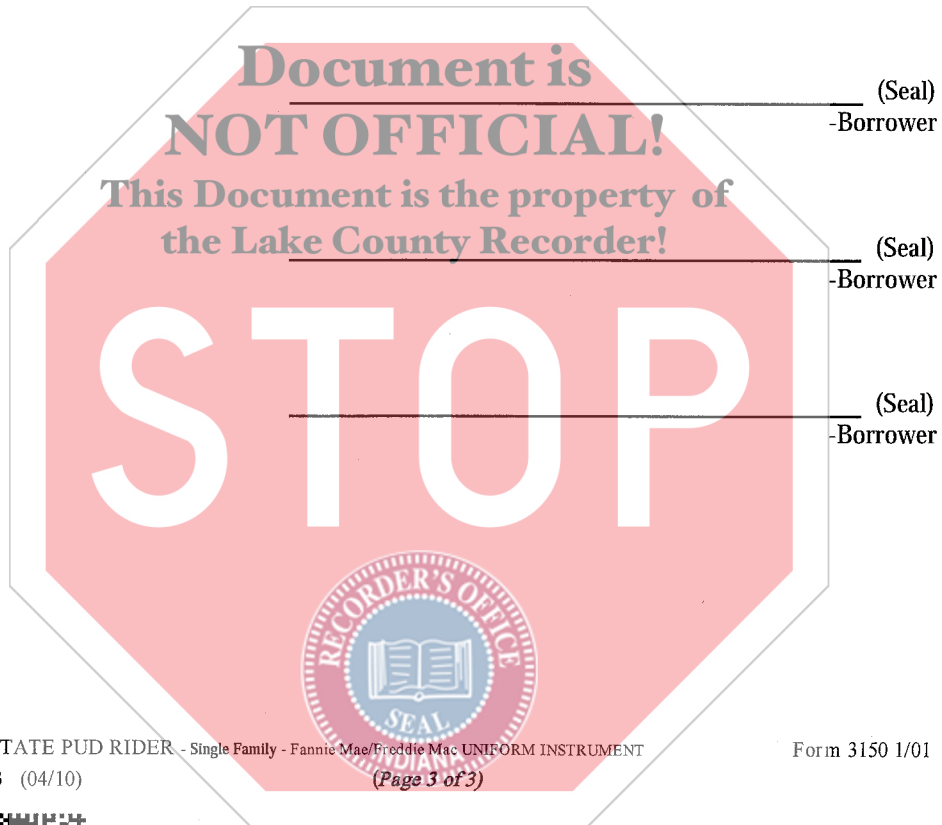 Document is
(Seal)
-Borrower
NOT OFFICIAL!
This Document is the property of
the Lake County Recorder!
(Seal)
-Borrower
STOP
(Seal)
-Borrower
RECORDER'S OFFICE
SEAL
INDIANA
TATE PUD RIDER - Single Family - Fannie Mae/Freddie Mac UNIFORM INSTRUMENT Form 3150 1/01
(04/10) (Page 3 of 3)